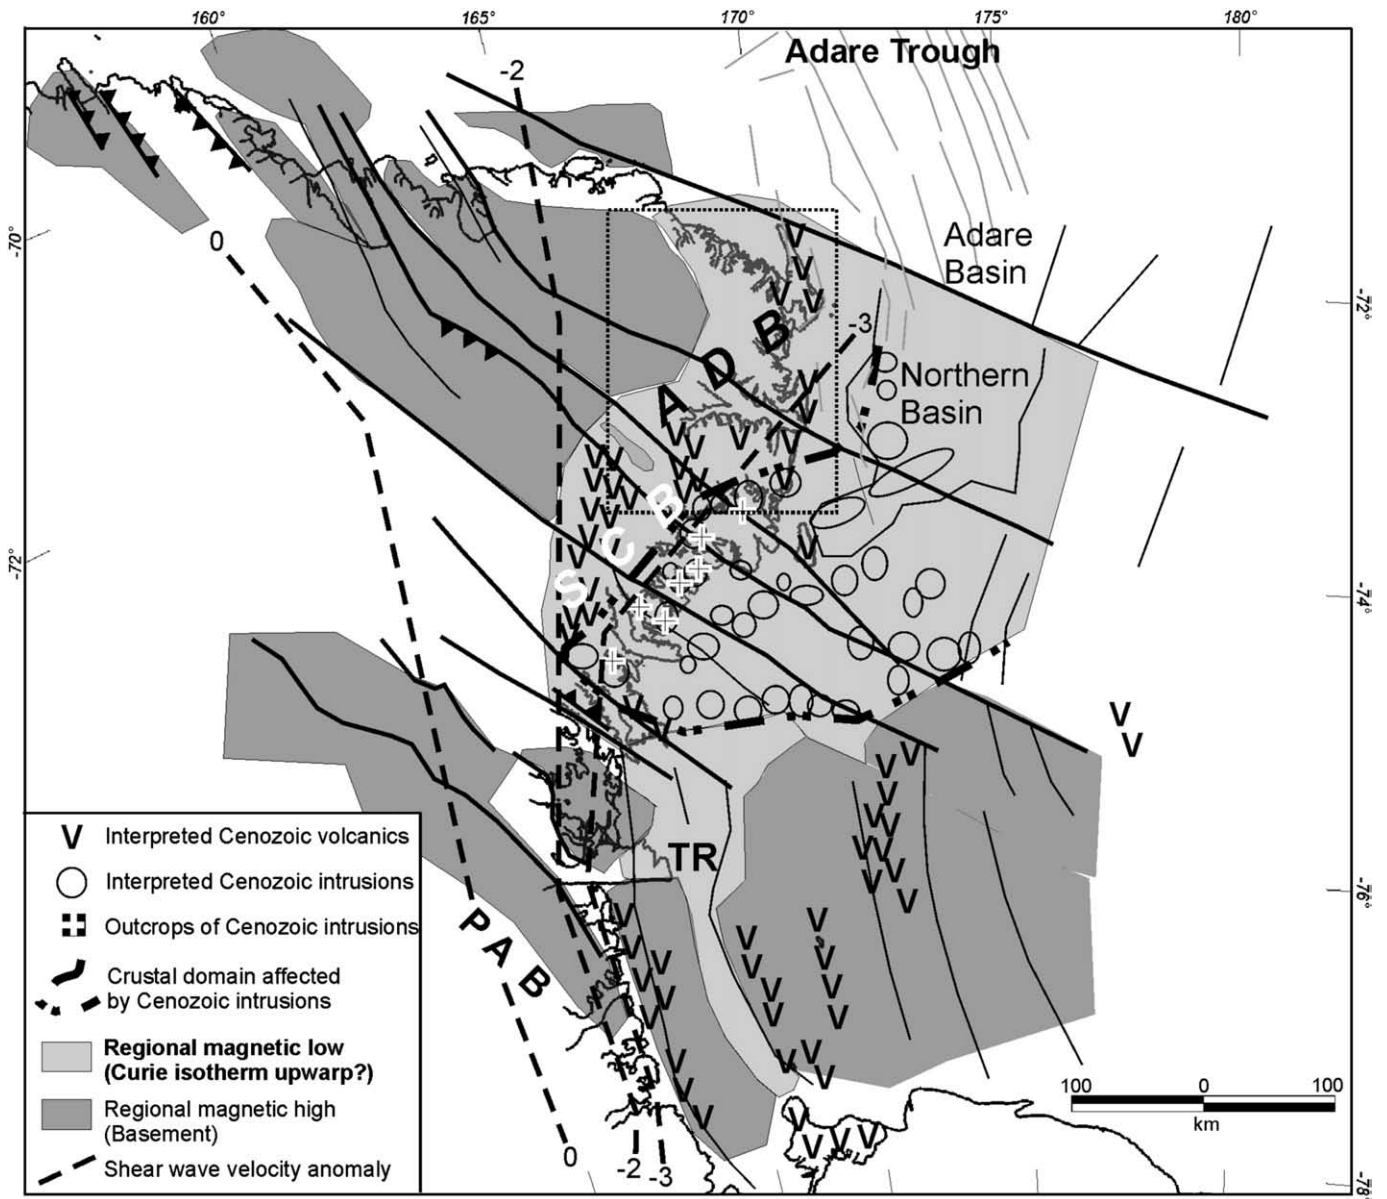 160°
165°
170°
175°
180°
Adare Trough
-2
-70°
0
Adare
Basin
-72°
-3
A D B
Northern
Basin
S C B
-72°
-74°
TR
-76°
P A B
V Interpreted Cenozoic volcanics
Interpreted Cenozoic intrusions
Outcrops of Cenozoic intrusions
Crustal domain affected
by Cenozoic intrusions
Regional magnetic low
(Curie isotherm upwarp?)
Regional magnetic high
(Basement)
Shear wave velocity anomaly
100 0 100
km
0
-2
-3
-78°